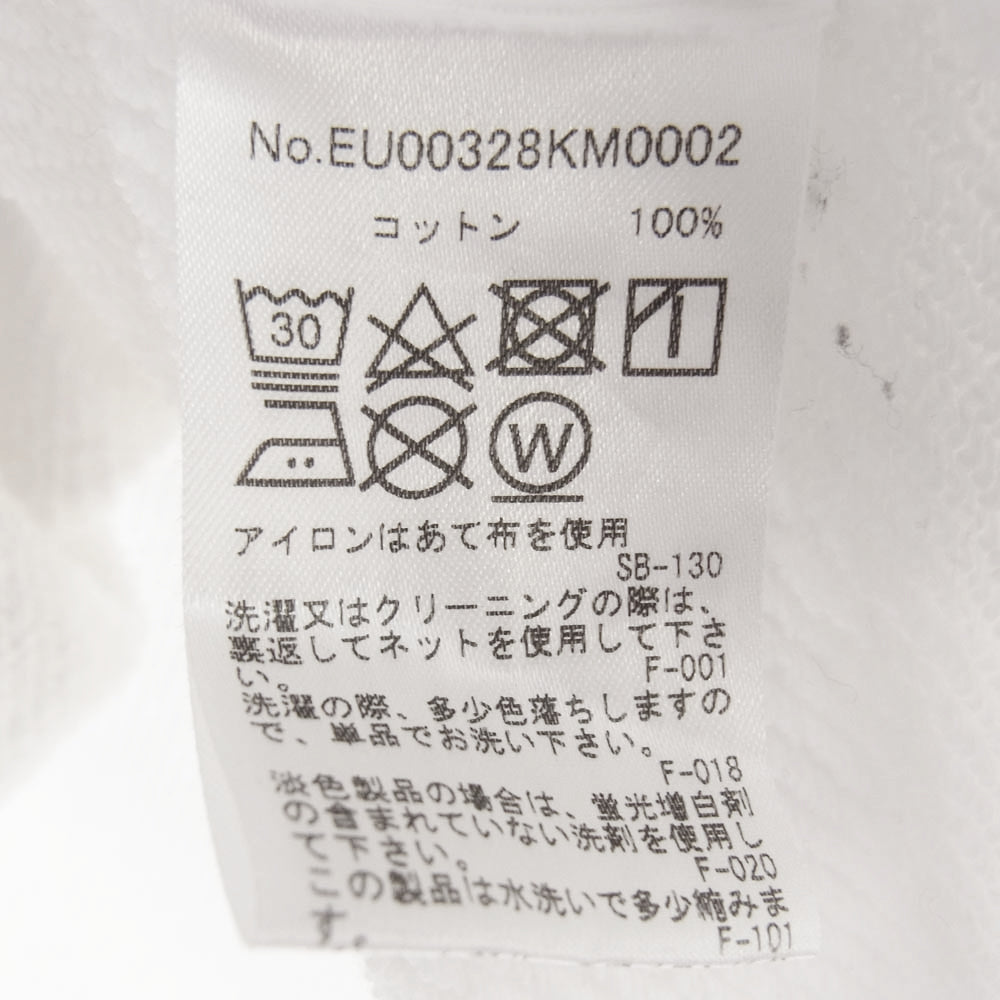 No.EU00328KM0002
コットン 100%
30
W
アイロンはあて布を使用
SB-130
洗濯又はクリーニングの際は、
裏返してネットを使用して下さ
い。 F-001
洗濯の際、多少色落ちしますの
で、単品でお洗い下さい。
F-018
淡色製品の場合は、蛍光増白剤
の含まれていない洗剤を使用し
て下さい。 F-020
この製品は水洗いで多少縮みま
す。 F-101